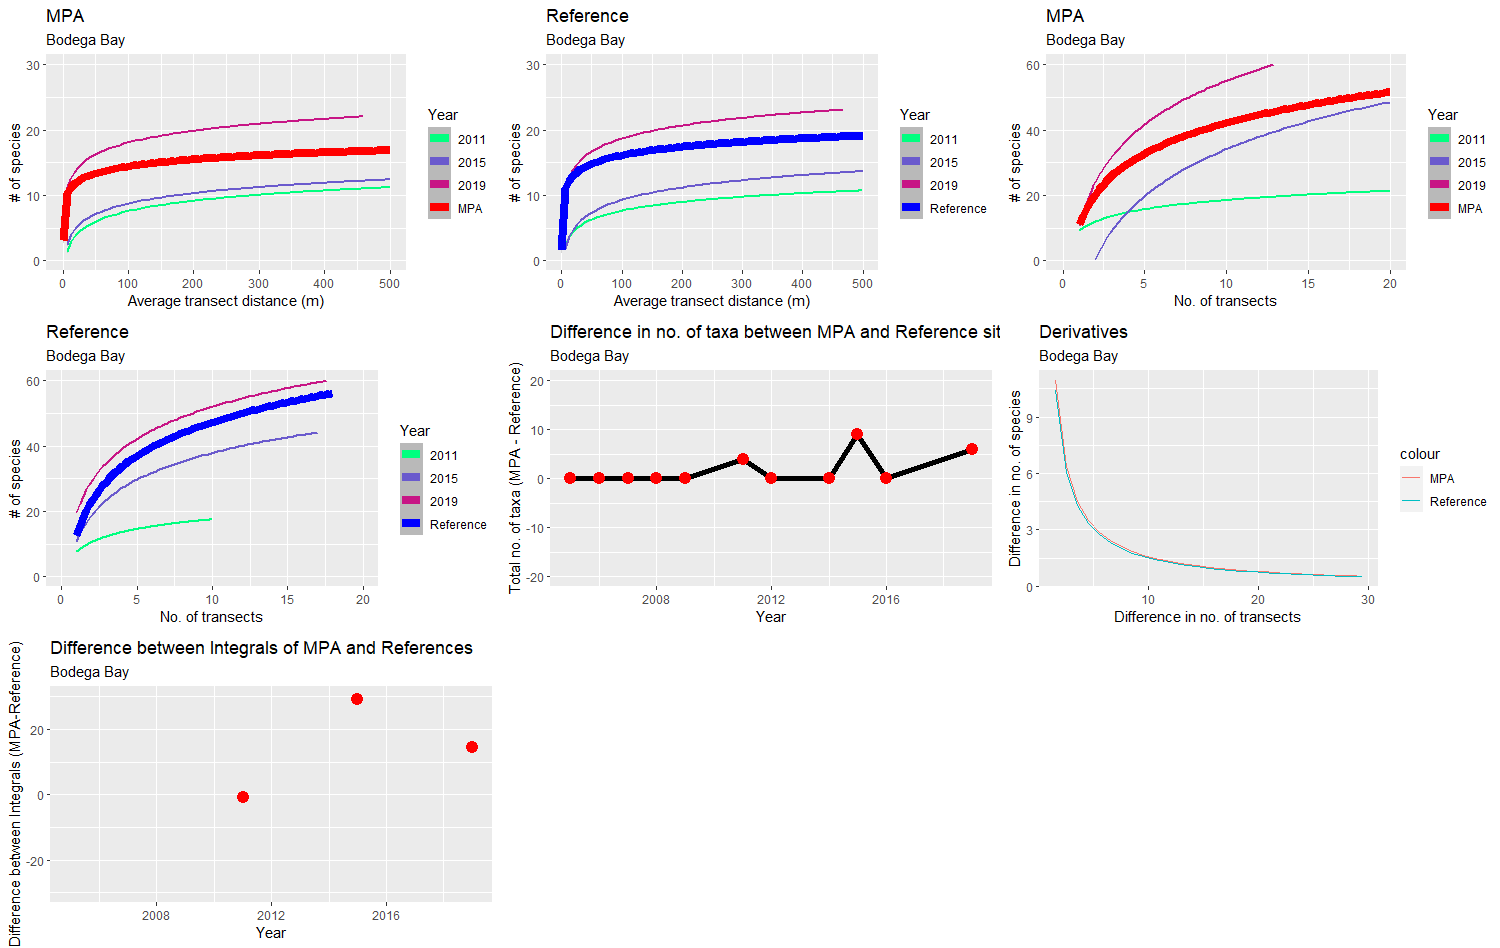 MPA
Bodega Bay
# of species
30
20
10
0
0 100 200 300 400 500
Average transect distance (m)
Year
2011
2015
2019
MPA
Reference
Bodega Bay
# of species
30
20
10
0
0 100 200 300 400 500
Average transect distance (m)
Year
2011
2015
2019
Reference
MPA
Bodega Bay
# of species
60
40
20
0
0 5 10 15 20
No. of transects
Year
2011
2015
2019
MPA
Reference
Bodega Bay
# of species
60
40
20
0
0 5 10 15 20
No. of transects
Year
2011
2015
2019
Reference
Difference in no. of taxa between MPA and Reference sit
Bodega Bay
Total no. of taxa (MPA - Reference)
20
10
0
-10
-20
2008 2012 2016
Year
Derivatives
Bodega Bay
Difference in no. of species
9
6
3
0
10 20 30
Difference in no. of transects
colour
MPA
Reference
Difference between Integrals of MPA and References
Bodega Bay
Difference between Integrals (MPA-Reference)
20
0
-20
2008 2012 2016
Year